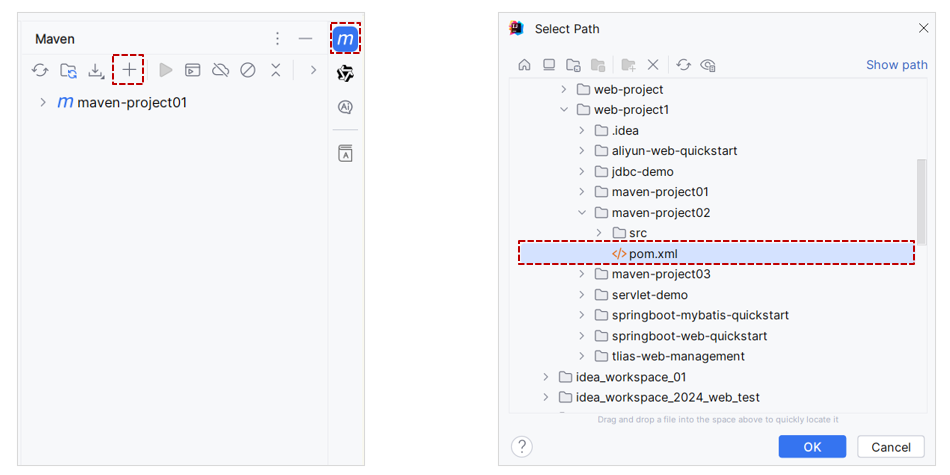 Maven
m
m maven-project01
Ai
A
Select Path
Show path
web-project
web-project1
.idea
aliyun-web-quickstart
jdbc-demo
maven-project01
maven-project02
src
</> pom.xml
maven-project03
servlet-demo
springboot-mybatis-quickstart
springboot-web-quickstart
tlias-web-management
idea_workspace_01
idea_workspace_2024_web_test
Drag and drop a file into the space above to quickly locate it
?
OK
Cancel